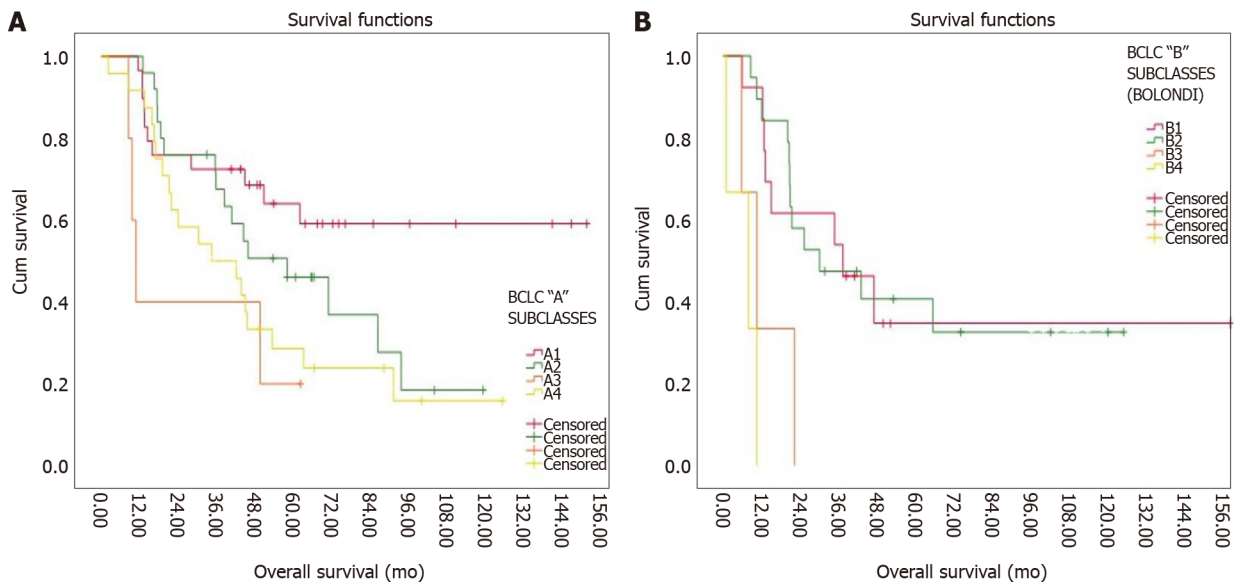 A
Survival functions
Cum survival
1.0
0.8
0.6
0.4
0.2
0.0
BCLC “A”
SUBCLASSES
A1
A2
A3
A4
Censored
Censored
Censored
Censored
0.00
12.00
24.00
36.00
48.00
60.00
72.00
84.00
96.00
108.00
120.00
132.00
144.00
156.00
Overall survival (mo)
B
Survival functions
Cum survival
1.0
0.8
0.6
0.4
0.2
0.0
BCLC “B”
SUBCLASSES
(BOLONDI)
B1
B2
B3
B4
Censored
Censored
Censored
Censored
0.00
12.00
24.00
36.00
48.00
60.00
72.00
84.00
96.00
108.00
120.00
132.00
144.00
156.00
Overall survival (mo)